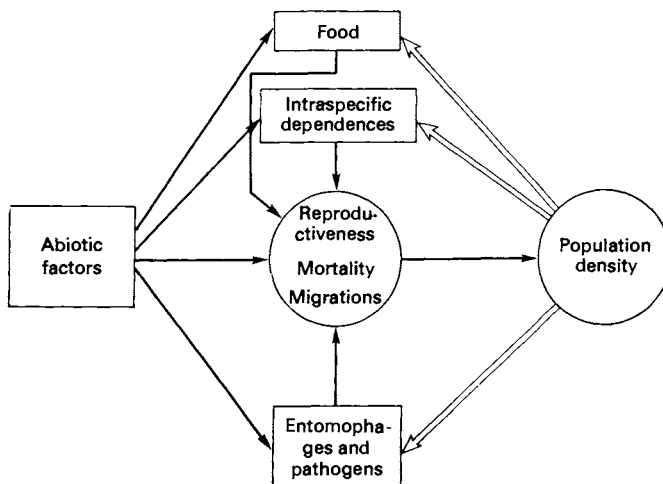 Food
Intraspecific
dependences
Abiotic
factors
Reprodu-
ctiveness
Mortality
Migrations
Population
density
Entomopha-
ges and
pathogens